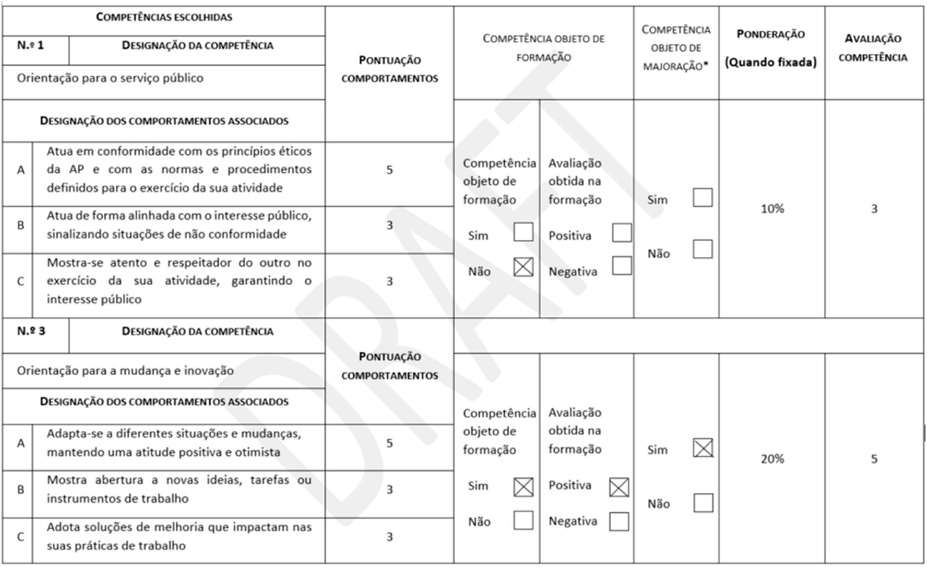 COMPETÊNCIAS ESCOLHIDAS
N.º 1 DESIGNAÇÃO DA COMPETÊNCIA
Orientação para o serviço público
PONTUAÇÃO
COMPORTAMENTOS
COMPETÊNCIA OBJETO DE
FORMAÇÃO
COMPETÊNCIA
OBJETO DE
MAJORAÇÃO*
PONDERAÇÃO
(Quando fixada)
AVALIAÇÃO
COMPETÊNCIA
DESIGNAÇÃO DOS COMPORTAMENTOS ASSOCIADOS
A
Atua em conformidade com os princípios éticos
da AP e com as normas e procedimentos
definidos para o exercício da sua atividade
5
B
Atua de forma alinhada com o interesse público,
sinalizando situações de não conformidade
3
C
Mostra-se atento e respeitador do outro no
exercício da sua atividade, garantindo o
interesse público
3
Competência
objeto de
formação
Sim
Não
Avaliação
obtida na
formação
Positiva
Negativa
Sim
Não
10%
3
N.º 3 DESIGNAÇÃO DA COMPETÊNCIA
Orientação para a mudança e inovação
PONTUAÇÃO
COMPORTAMENTOS
DESIGNAÇÃO DOS COMPORTAMENTOS ASSOCIADOS
A
Adapta-se a diferentes situações e mudanças,
mantendo uma atitude positiva e otimista
5
B
Mostra abertura a novas ideias, tarefas ou
instrumentos de trabalho
3
C
Adota soluções de melhoria que impactam nas
suas práticas de trabalho
3
Competência
objeto de
formação
Sim
Não
Avaliação
obtida na
formação
Positiva
Negativa
Sim
Não
20%
5
DRAFT